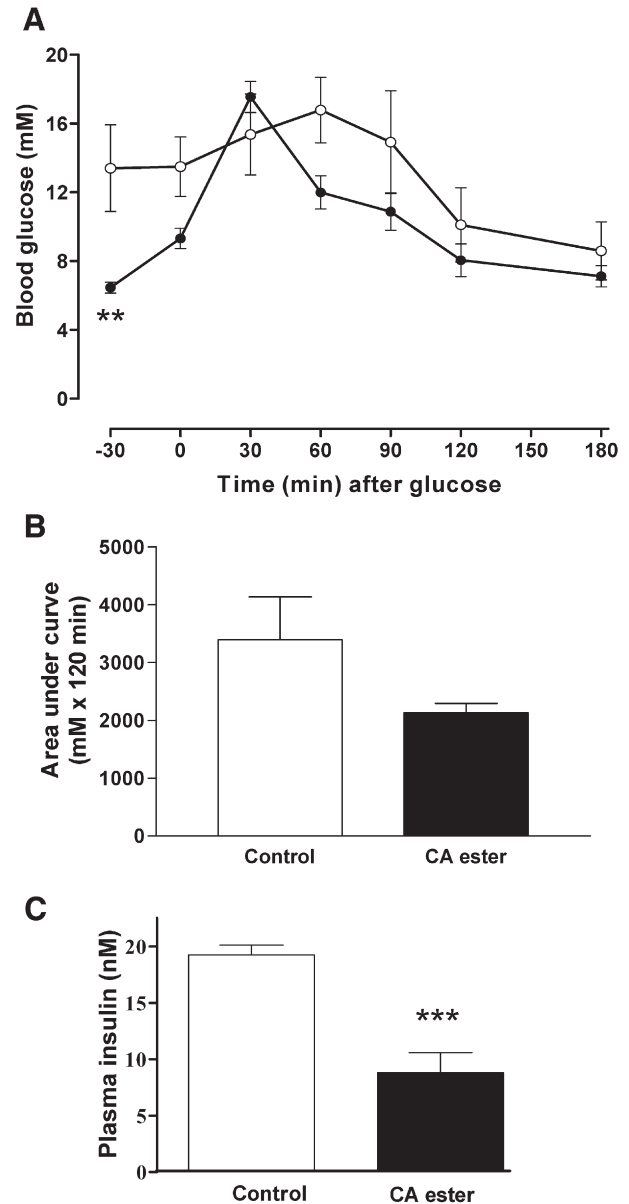 A
Blood glucose (mM)
20
16
12
8
4
0
**
-30 0 30 60 90 120 150 180
Time (min) after glucose
B
Area under curve
(mM x 120 min)
5000
4000
3000
2000
1000
0
Control CA ester
C
Plasma insulin (nM)
20
15
10
5
0
***
Control CA ester